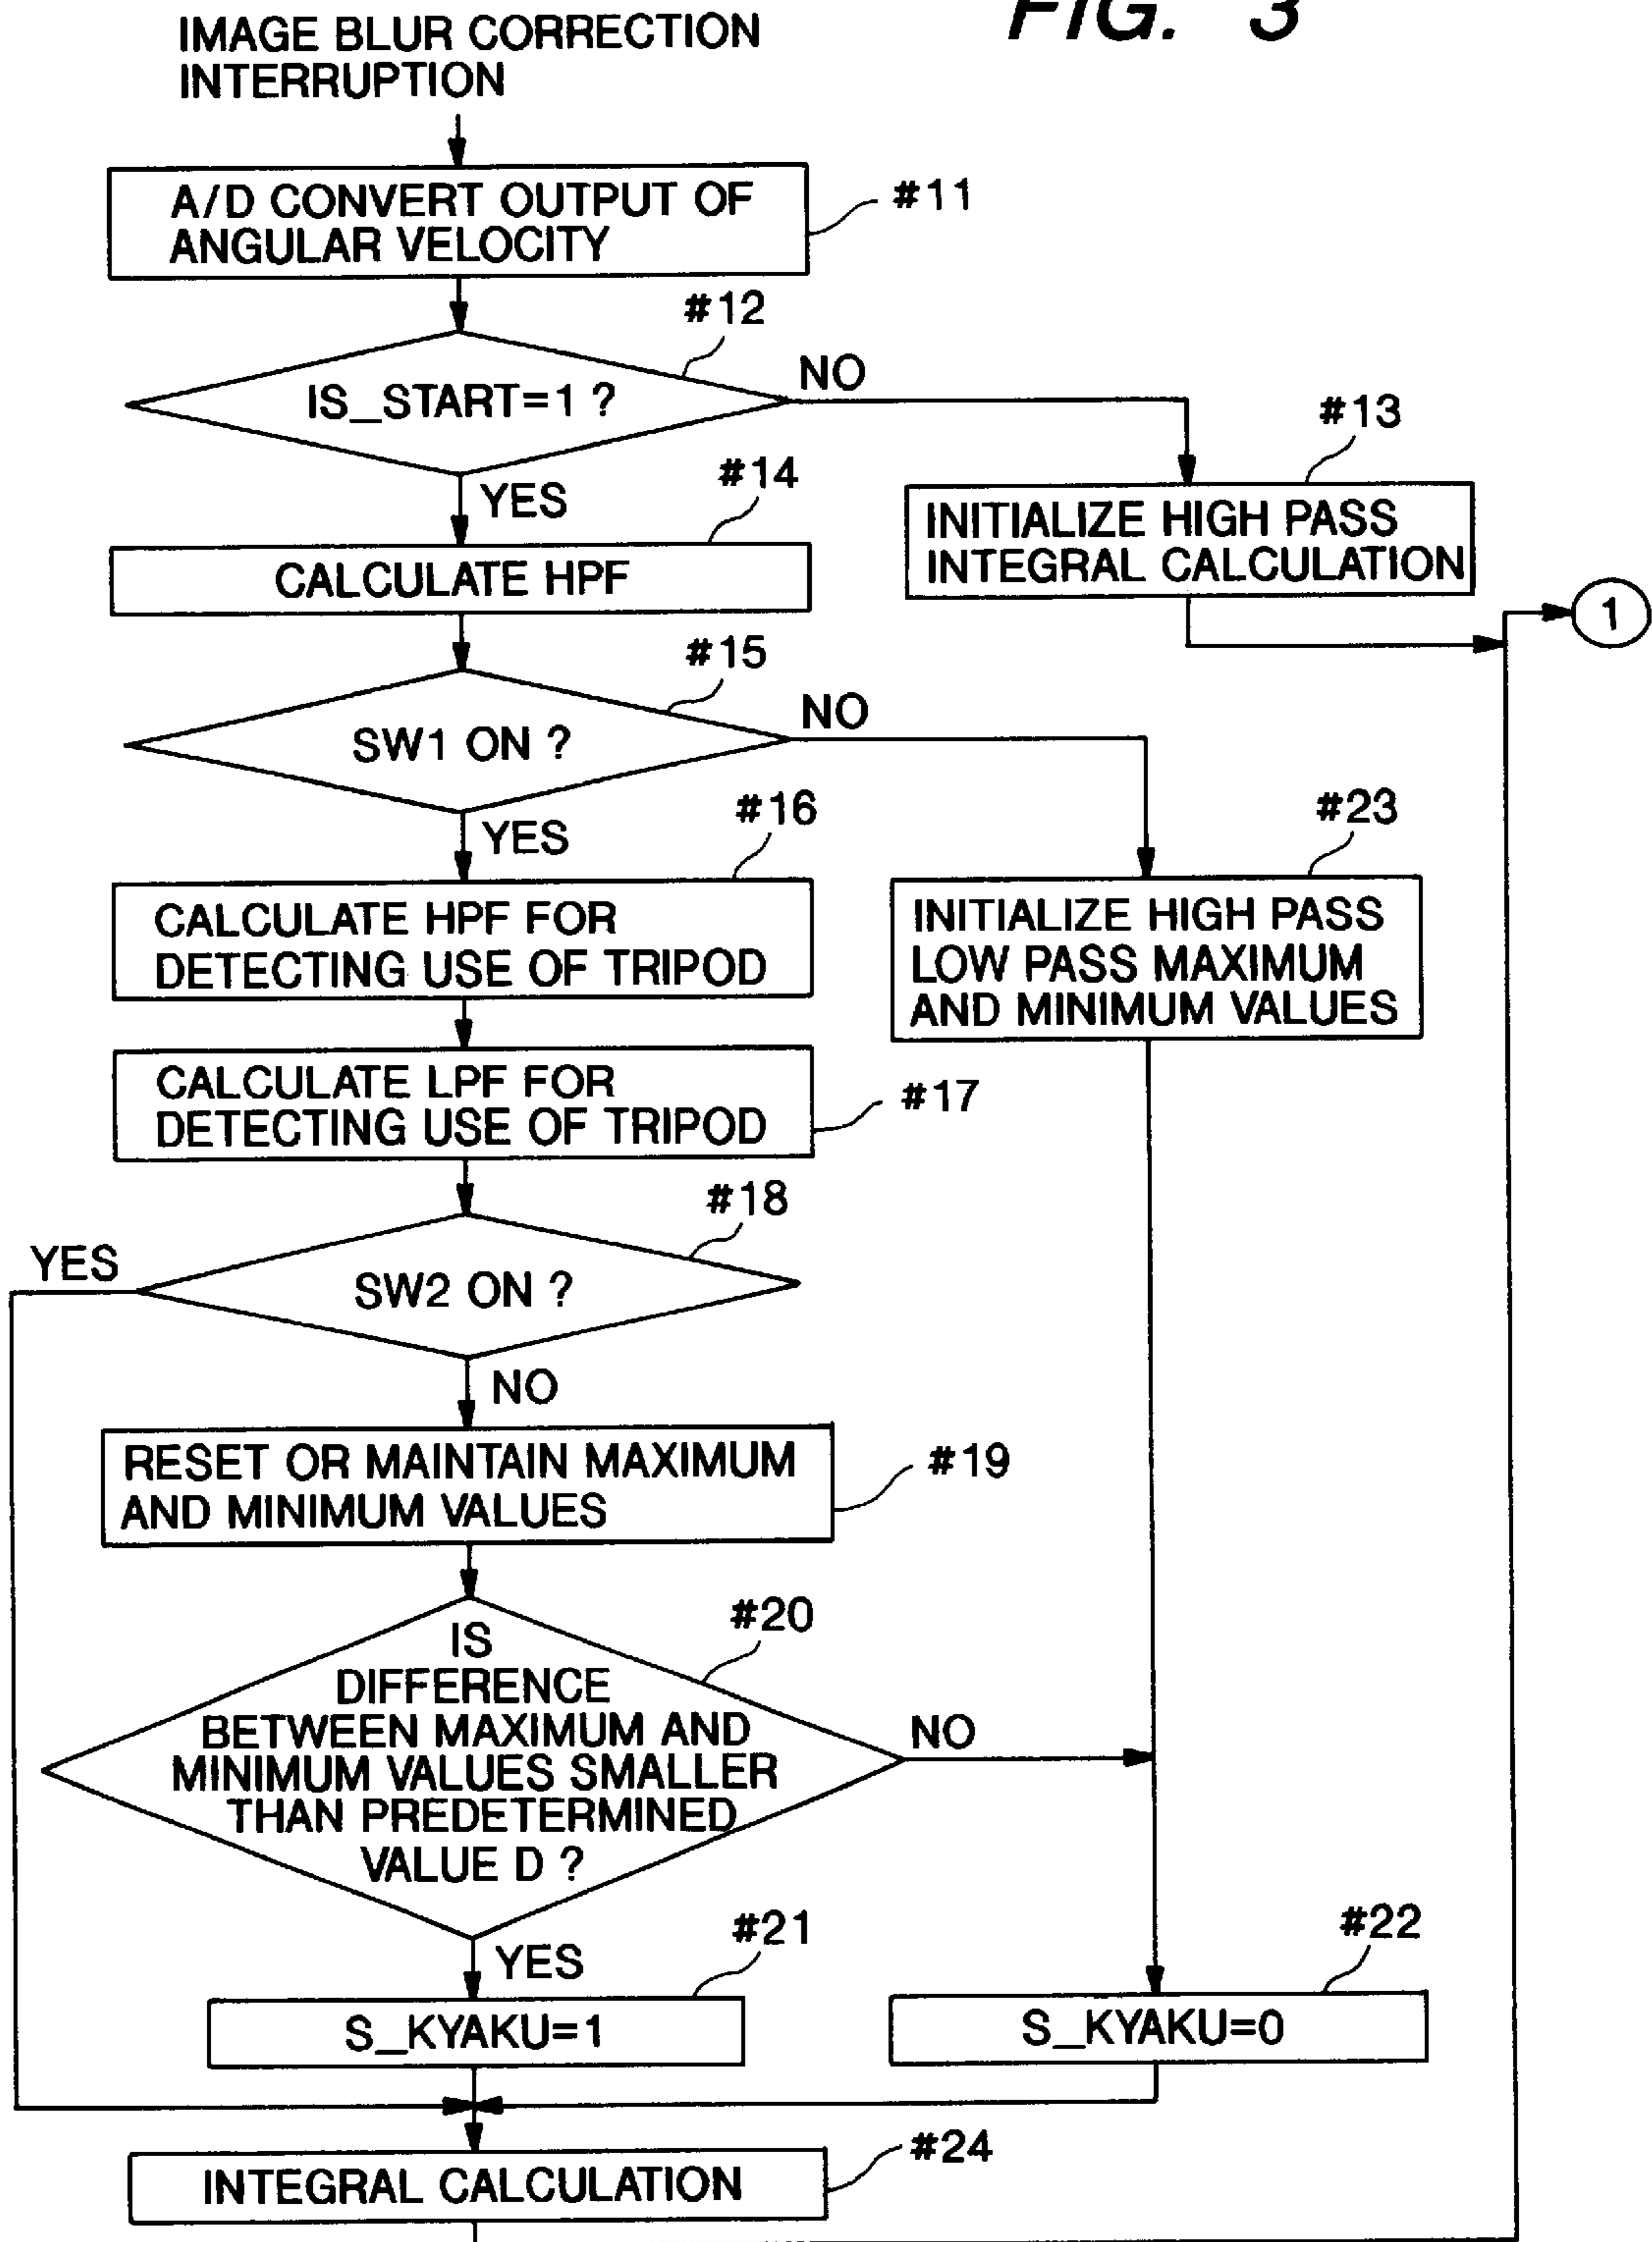 FIG. 3
IMAGE BLUR CORRECTION
INTERRUPTION
A/D CONVERT OUTPUT OF
ANGULAR VELOCITY
#11
#12
IS_START=1 ?
NO
YES
#13
INITIALIZE HIGH PASS
INTEGRAL CALCULATION
1
#14
CALCULATE HPF
#15
SW1 ON ?
NO
YES
#16
CALCULATE HPF FOR
DETECTING USE OF TRIPOD
#23
INITIALIZE HIGH PASS
LOW PASS MAXIMUM
AND MINIMUM VALUES
CALCULATE LPF FOR
DETECTING USE OF TRIPOD
#17
#18
YES
SW2 ON ?
NO
RESET OR MAINTAIN MAXIMUM
AND MINIMUM VALUES
#19
#20
IS
DIFFERENCE
BETWEEN MAXIMUM AND
MINIMUM VALUES SMALLER
THAN PREDETERMINED
VALUE D ?
NO
YES
#21
S_KYAKU=1
#22
S_KYAKU=0
#24
INTEGRAL CALCULATION